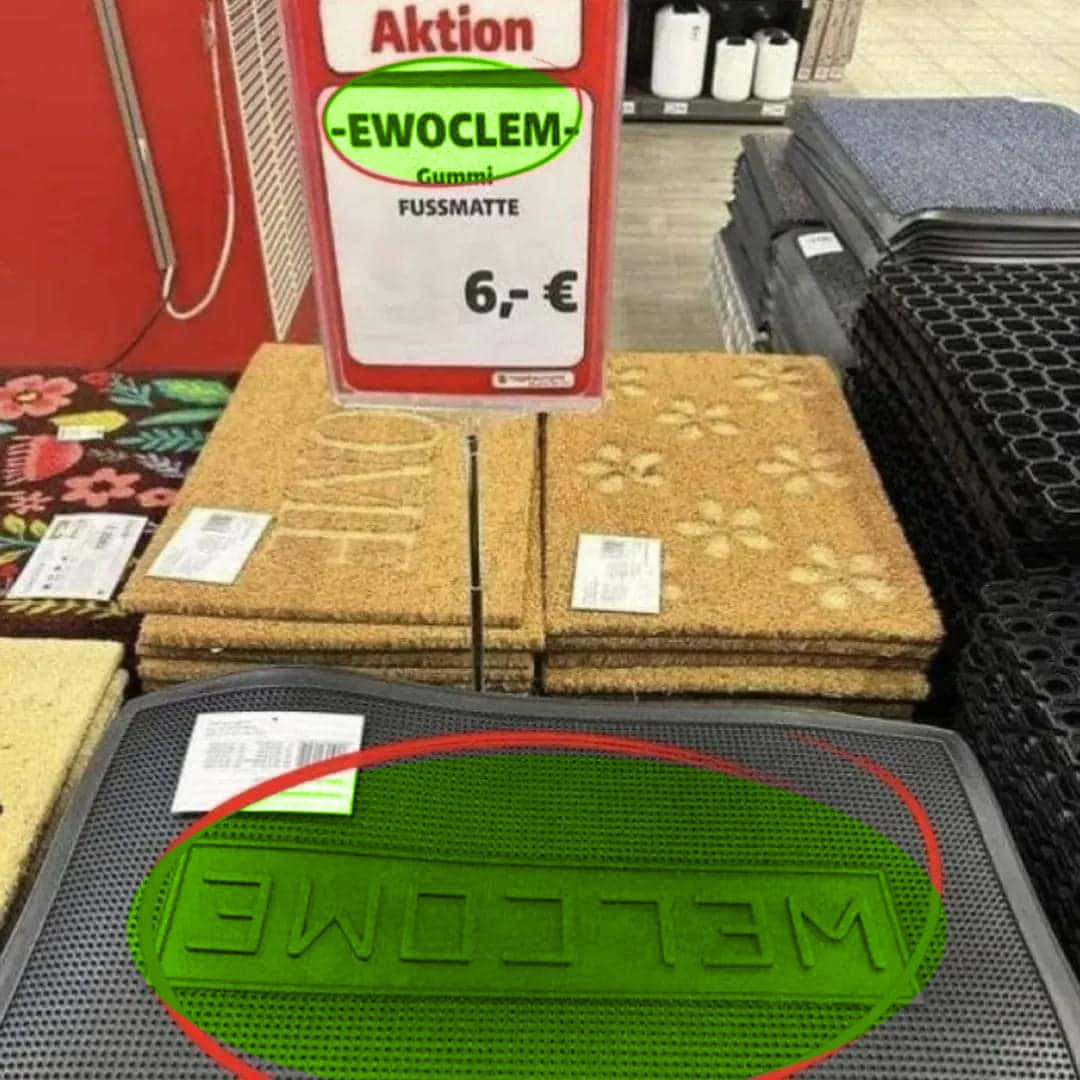 Aktion
-EWOCLEM-
Gummi
FUSSMATTE
6,- €
WELCOME